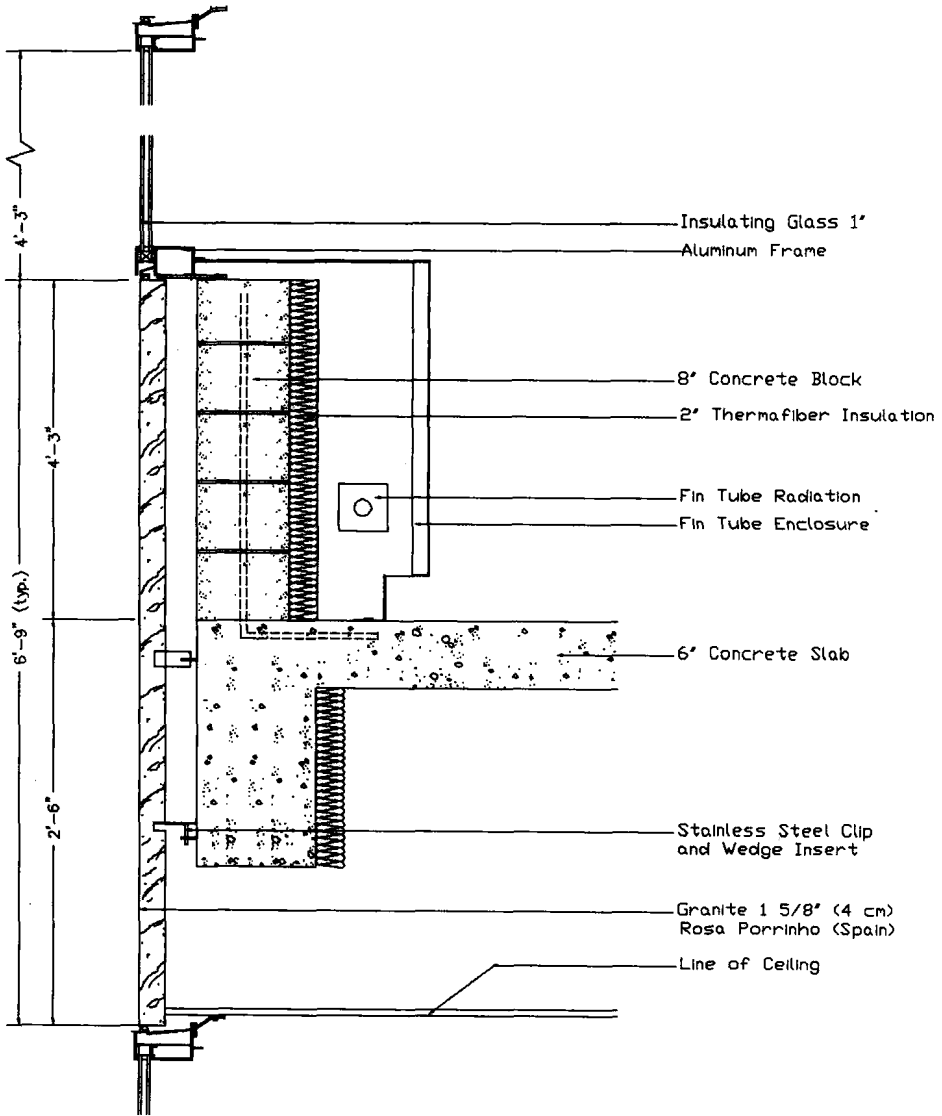 4'-3"
Insulating Glass 1"
Aluminum Frame
8" Concrete Block
4'-3"
2" Thermafiber Insulation
Fin Tube Radiation
Fin Tube Enclosure
6'-9" (typ.)
6" Concrete Slab
2'-6"
Stainless Steel Clip
and Wedge Insert
Granite 1 5/8" (4 cm)
Rosa Porrinho (Spain)
Line of Ceiling